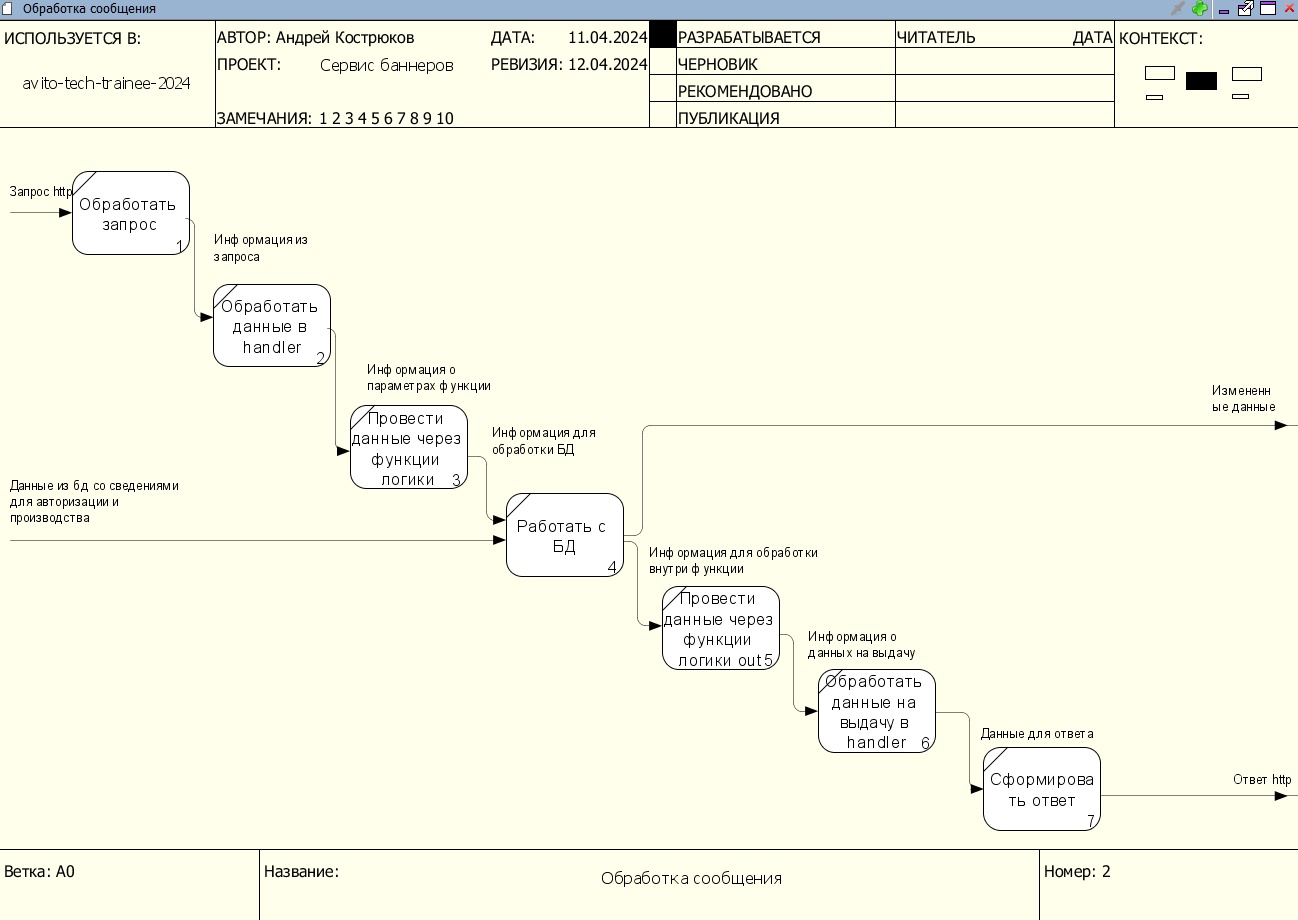 Обработка сообщения
ИСПОЛЬЗУЕТСЯ В:
avito-tech-trainee-2024
АВТОР: Андрей Кострюков
ДАТА: 11.04.2024
ПРОЕКТ: Сервис баннеров
РЕВИЗИЯ: 12.04.2024
ЗАМЕЧАНИЯ: 1 2 3 4 5 6 7 8 9 10
РАЗРАБАТЫВАЕТСЯ
ЧЕРНОВИК
РЕКОМЕНДОВАНО
ПУБЛИКАЦИЯ
ЧИТАТЕЛЬ
ДАТА
КОНТЕКСТ:
Запрос http
Обработать
запрос
1
Информация из
запроса
Обработать
данные в
handler
2
Информация о
параметрах функции
Провести
данные через
функции
логики
3
Информация для
обработки БД
Измененн
ые данные
Данные из бд со сведениями
для авторизации и
производства
Работать с
БД
4
Информация для обработки
внутри функции
Провести
данные через
функции
логики out
5
Информация о
данных на выдачу
Обработать
данные на
выдачу в
handler
6
Данные для ответа
Сформирова
ть ответ
7
Ответ http
Ветка: A0
Название:
Обработка сообщения
Номер: 2